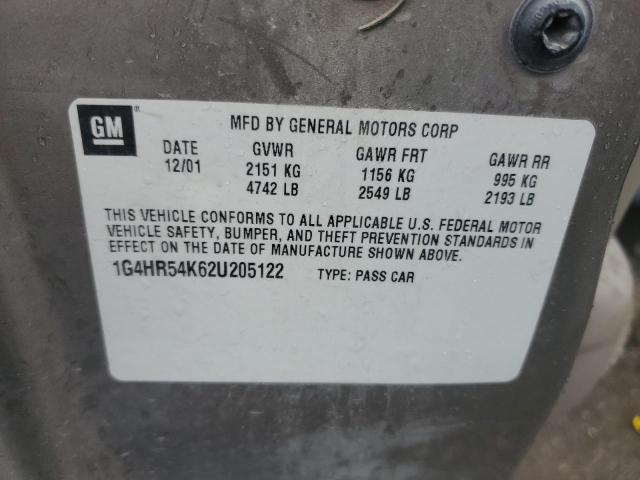 GM ®
MFD BY GENERAL MOTORS CORP
DATE GVWR GAWR FRT GAWR RR
12/01 2151 KG 1156 KG 995 KG
4742 LB 2549 LB 2193 LB
THIS VEHICLE CONFORMS TO ALL APPLICABLE U.S. FEDERAL MOTOR
VEHICLE SAFETY, BUMPER, AND THEFT PREVENTION STANDARDS IN
EFFECT ON THE DATE OF MANUFACTURE SHOWN ABOVE.
1G4HR54K62U205122 TYPE: PASS CAR